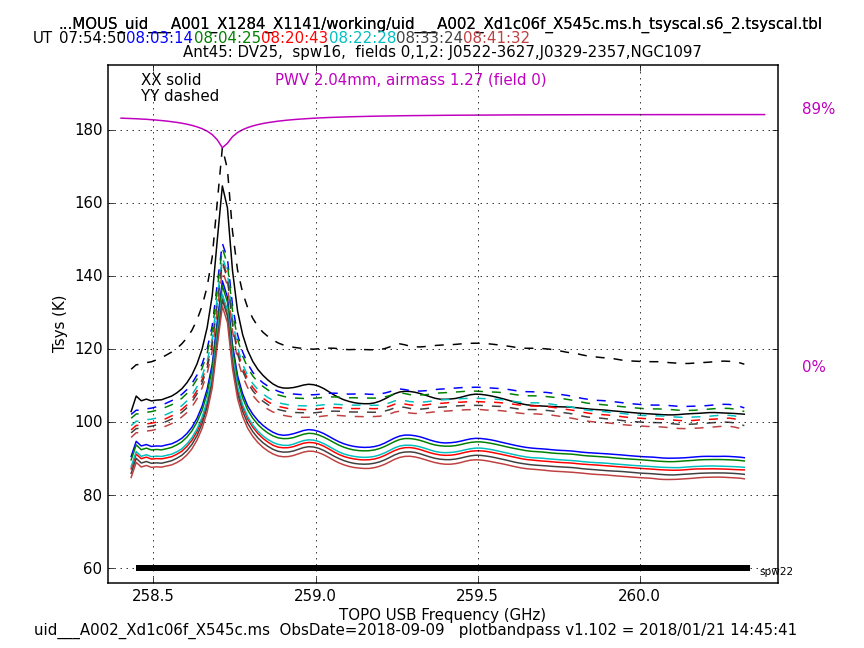 ...MOUS_uid___A001_X1284_X1141/working/uid___A002_Xd1c06f_X545c.ms.h_tsyscal.s6_2.tsyscal.tbl
UT 07:54:50 08:03:14 08:04:25 08:20:43 08:22:28 08:33:24 08:41:32
Ant45: DV25, spw16, fields 0,1,2: J0522-3627,J0329-2357,NGC1097
XX solid
PWV 2.04mm, airmass 1.27 (field 0)
YY dashed
89%
180
160
140
120
100
80
60
0%
Tsys (K)
spw22
258.5 259.0 259.5 260.0
TOPO USB Frequency (GHz)
uid___A002_Xd1c06f_X545c.ms ObsDate=2018-09-09 plotbandpass v1.102 = 2018/01/21 14:45:41